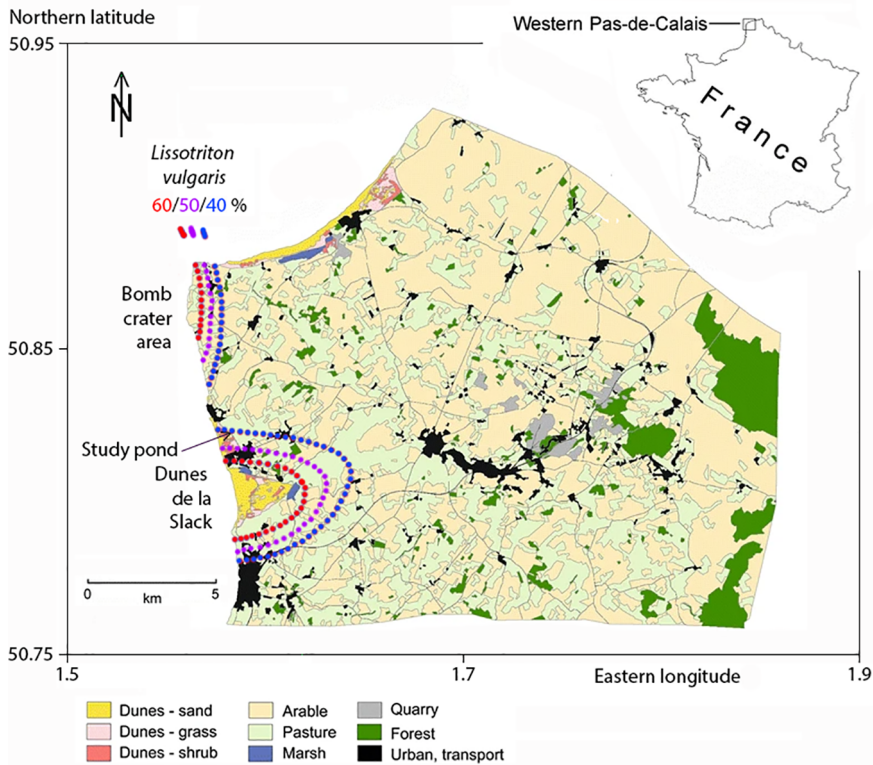 Northern latitude
50.95
Western Pas-de-Calais
France
N
Lissotriton
vulgaris
60/50/40 %
Bomb
crater
area
50.85
Study pond
Dunes
de la
Slack
0 5
km
50.75
1.5 1.7 Eastern longitude 1.9
Dunes - sand Arable Quarry
Dunes - grass Pasture Forest
Dunes - shrub Marsh Urban, transport